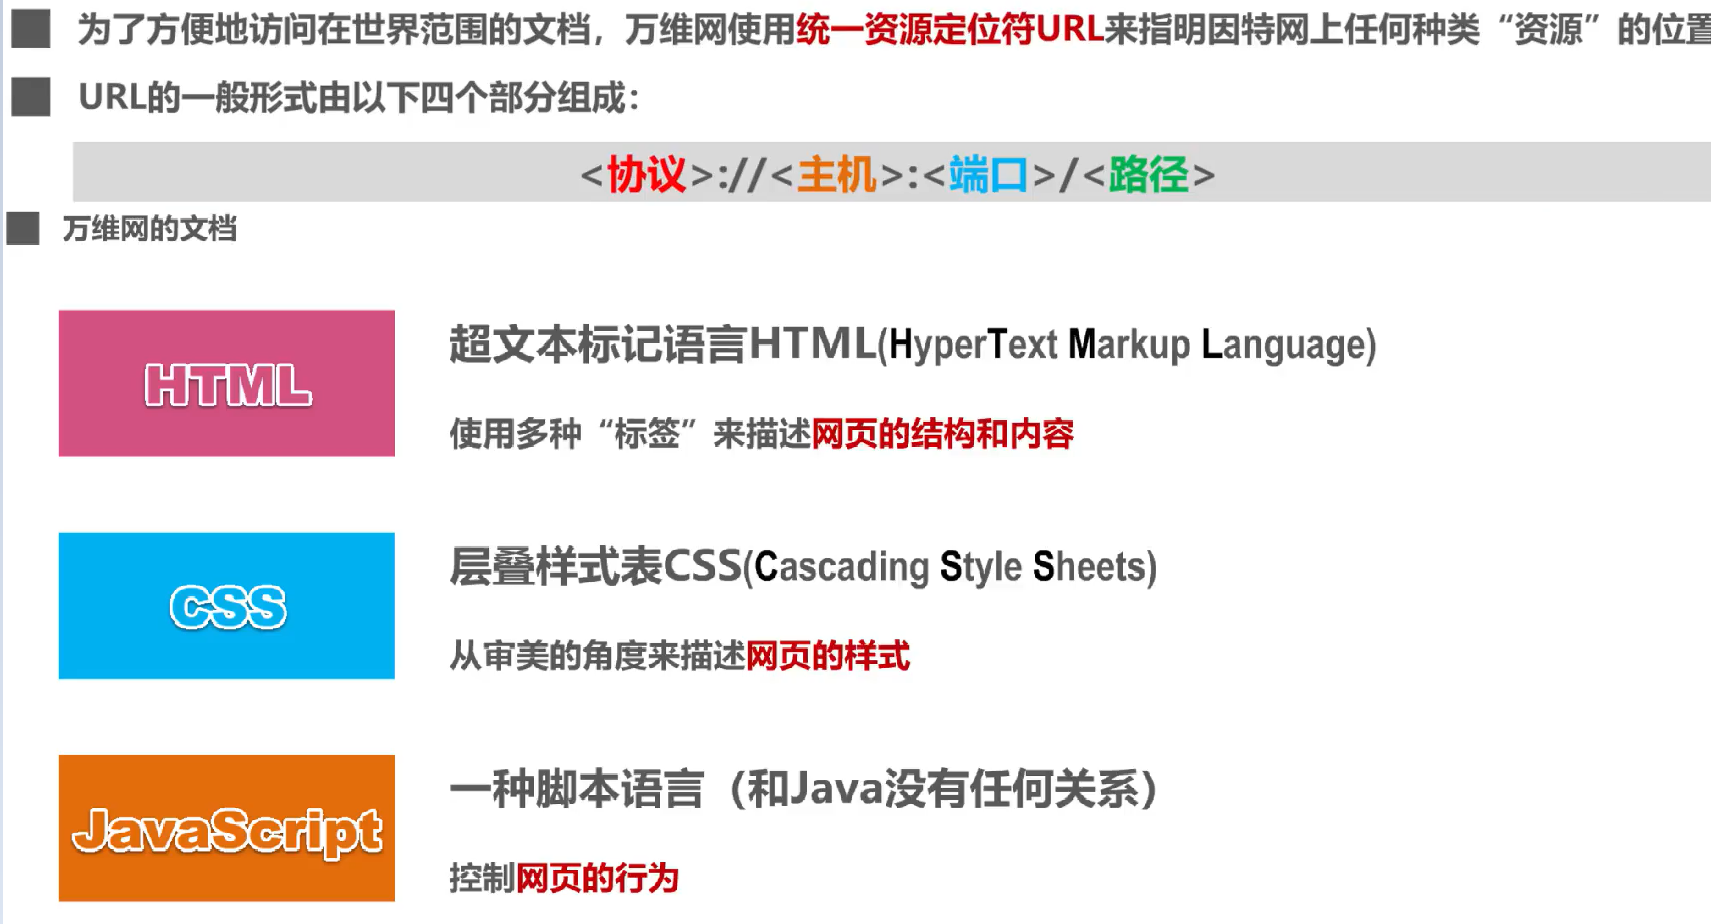 为了方便地访问在世界范围的文档，万维网使用统一资源定位符URL来指明因特网上任何种类“资源”的位置
URL的一般形式由以下四个部分组成：
<协议>://<主机>:<端口>/<路径>
万维网的文档
HTML
超文本标记语言HTML(HyperText Markup Language)
使用多种“标签”来描述网页的结构和内容
CSS
层叠样式表CSS(Cascading Style Sheets)
从审美的角度来描述网页的样式
JavaScript
一种脚本语言（和Java没有任何关系）
控制网页的行为